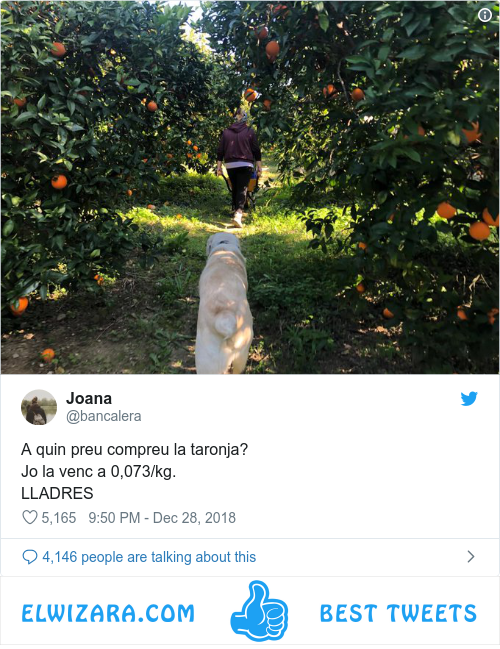 Joana
@bancalera
A quin preu compreu la taronja?
Jo la venc a 0,073/kg.
LLADRES
5,165 9:50 PM - Dec 28, 2018
4,146 people are talking about this
ELWIZARA.COM BEST TWEETS